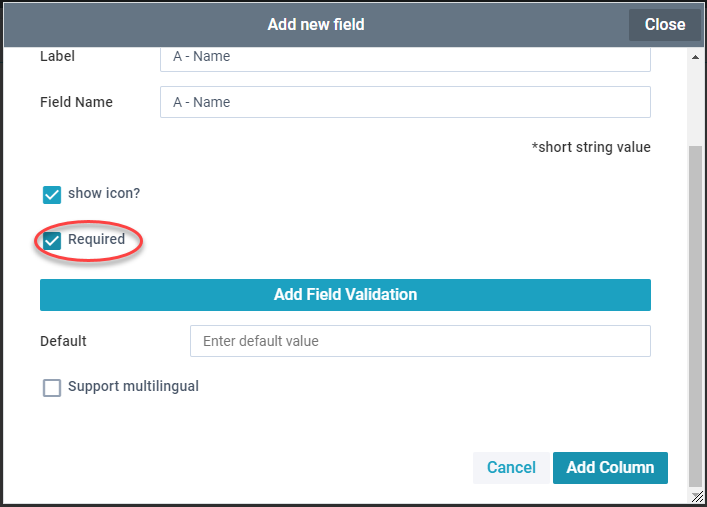 Add new field
Close
Label
A - Name
Field Name
A - Name
*short string value
show icon?
Required
Add Field Validation
Default
Enter default value
Support multilingual
Cancel
Add Column